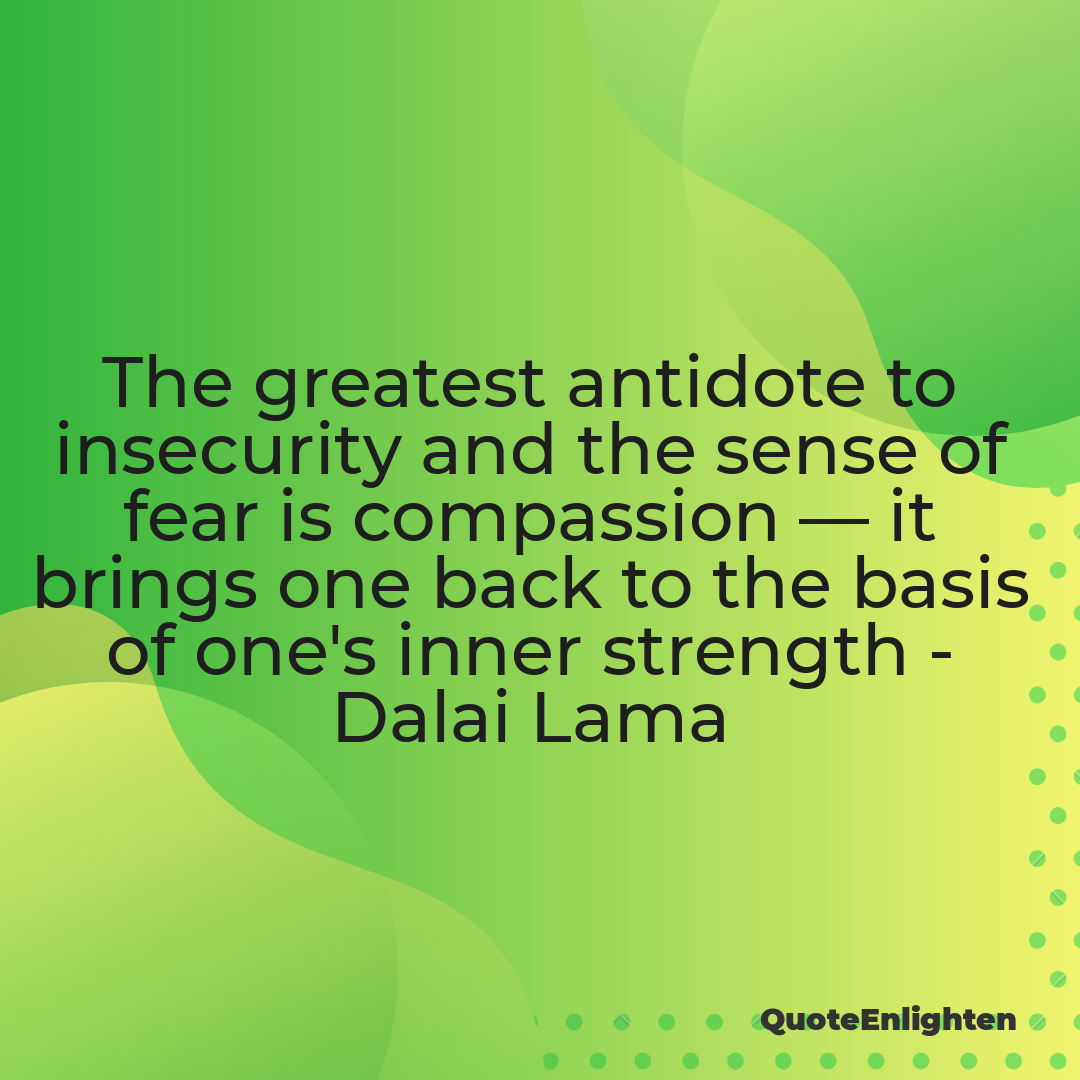 The greatest antidote to
insecurity and the sense of
fear is compassion — it
brings one back to the basis
of one's inner strength -
Dalai Lama
QuoteEnlighten